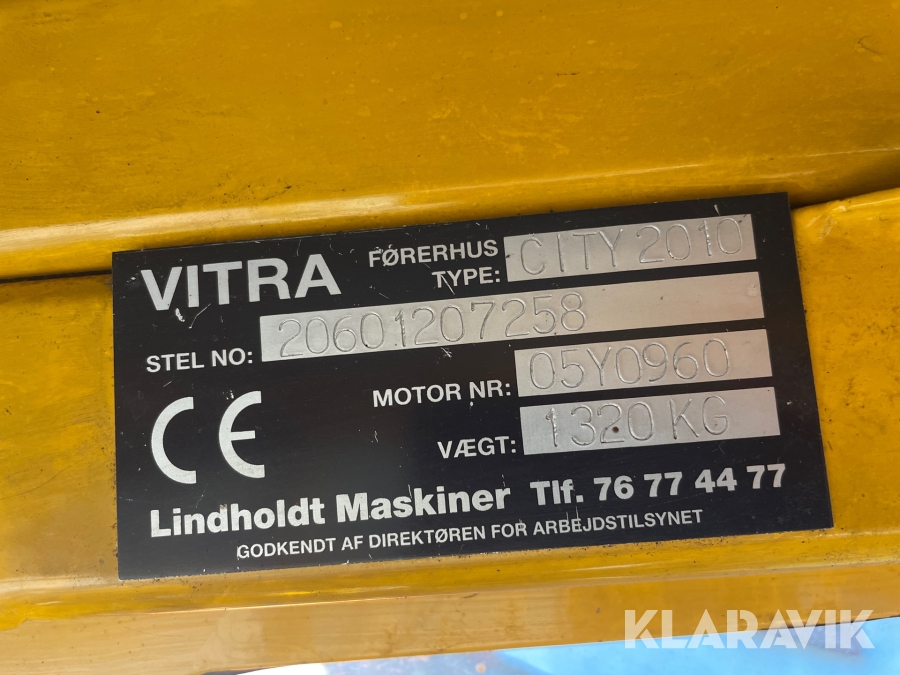 VITRA
FØRERHUS TYPE: CITY 2010
STEL NO: 20601207258
MOTOR NR: 05Y0960
VÆGT: 1320 KG
CE
Lindholdt Maskiner Tlf. 76 77 44 77
GODKENDT AF DIREKTØREN FOR ARBEJDSTILSYNET
KLARAVIK